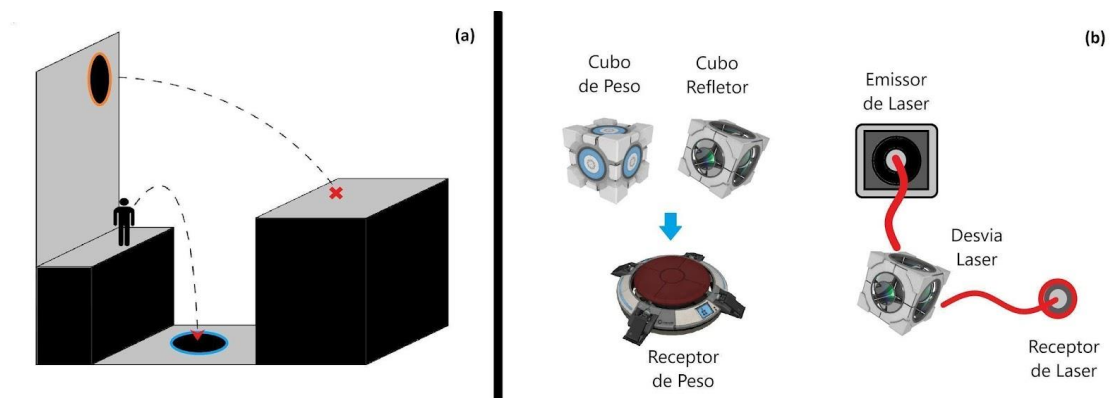 (a)
(b)
Cubo
de Peso
Cubo
Refletor
Receptor
de Peso
Emissor
de Laser
Desvia
Laser
Receptor
de Laser